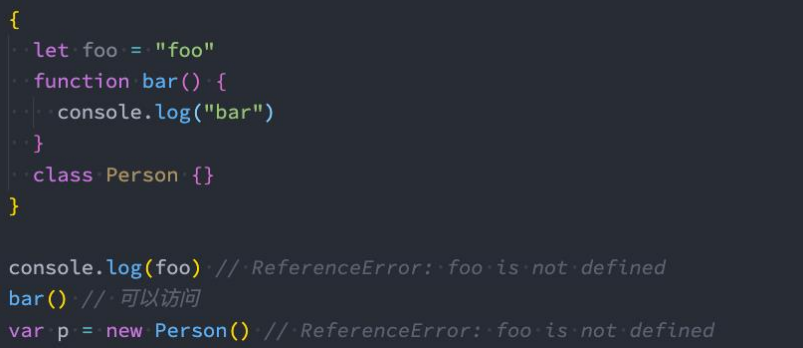 {
  let foo = "foo"
  function bar() {
    console.log("bar")
  }
  class Person {}
}
console.log(foo) // ReferenceError: foo is not defined
bar() // 可以访问
var p = new Person() // ReferenceError: foo is not defined